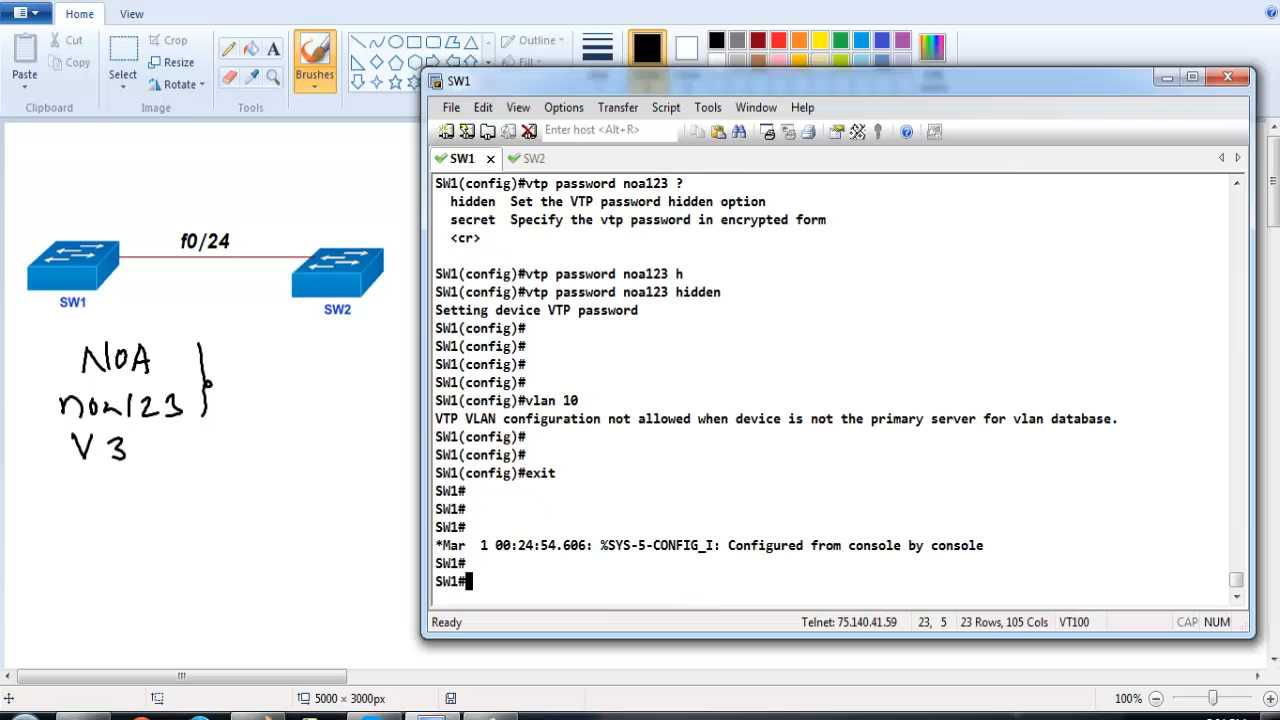 Home
View
Paste
Cut
Copy
Clipboard
Select
Crop
Resize
Rotate
Image
Tools
Brushes
Shapes
Outline
Fill
SW1
File Edit View Options Transfer Script Tools Window Help
Enter host <Alt+R>
SW1 SW2
SW1(config)#vtp password noa123 ?
hidden Set the VTP password hidden option
secret Specify the vtp password in encrypted form
<cr>
SW1(config)#vtp password noa123 h
SW1(config)#vtp password noa123 hidden
Setting device VTP password
SW1(config)#
SW1(config)#
SW1(config)#
SW1(config)#
SW1(config)#vlan 10
VTP VLAN configuration not allowed when device is not the primary server for vlan database.
SW1(config)#
SW1(config)#
SW1(config)#exit
SW1#
SW1#
SW1#
*Mar 1 00:24:54.606: %SYS-5-CONFIG_I: Configured from console by console
SW1#
SW1#
Ready
Telnet: 75.140.41.59 23, 5 23 Rows, 105 Cols VT100 CAP NUM
f0/24
SW1
SW2
NOA
noa123
V 3
5000 × 3000px
100%